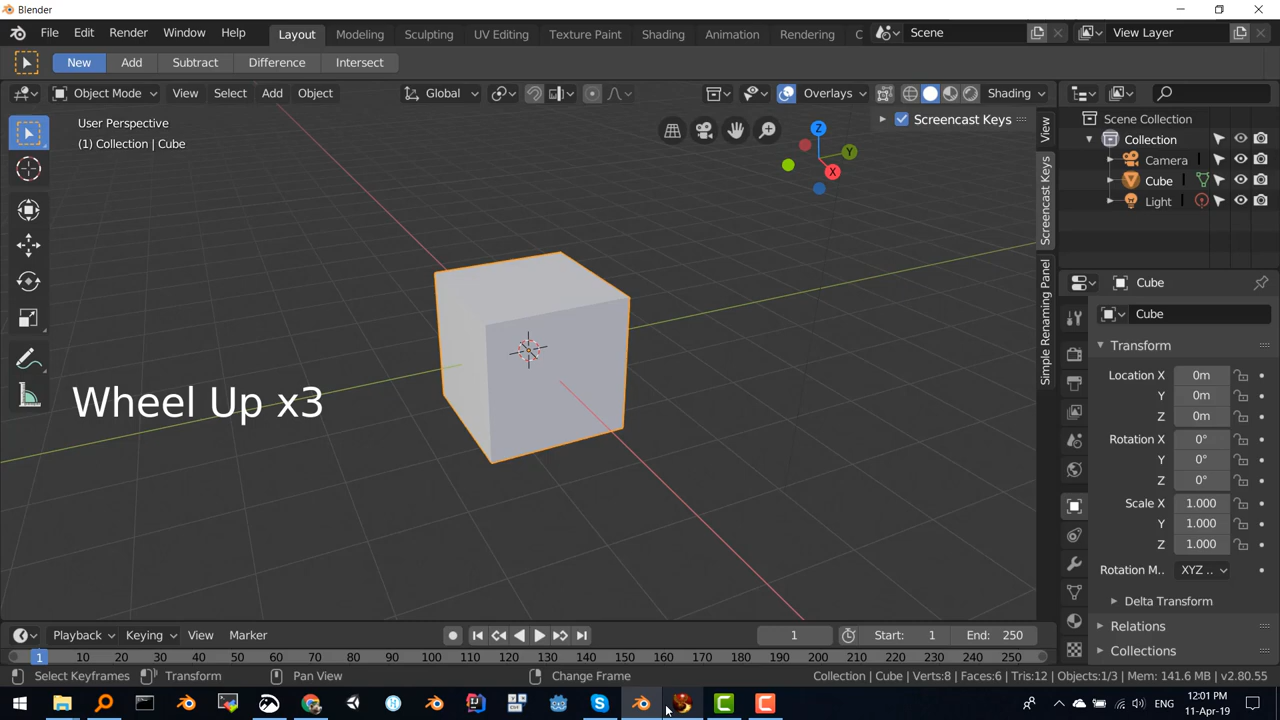 Blender
File Edit Render Window Help Layout Modeling Sculpting UV Editing Texture Paint Shading Animation Rendering C Scene View Layer
New Add Subtract Difference Intersect
Object Mode View Select Add Object Global Overlays Shading
User Perspective
(1) Collection | Cube
Screencast Keys
Z
Y
X
View
Screencast Keys
Simple Renaming Panel
Wheel Up x3
Scene Collection
Collection
Camera
Cube
Light
Cube
Cube
Transform
Location X 0m
Y 0m
Z 0m
Rotation X 0°
Y 0°
Z 0°
Scale X 1.000
Y 1.000
Z 1.000
Rotation M.. XYZ ..
Delta Transform
Relations
Collections
Playback Keying View Marker 1 Start: 1 End: 250
1 10 20 30 40 50 60 70 80 90 100 110 120 130 140 150 160 170 180 190 200 210 220 230 240 250
Select Keyframes Transform Pan View Change Frame Collection | Cube | Verts:8 | Faces:6 | Tris:12 | Objects:1/3 | Mem: 141.6 MB | v2.80.55
ENG
12:01 PM
11-Apr-19